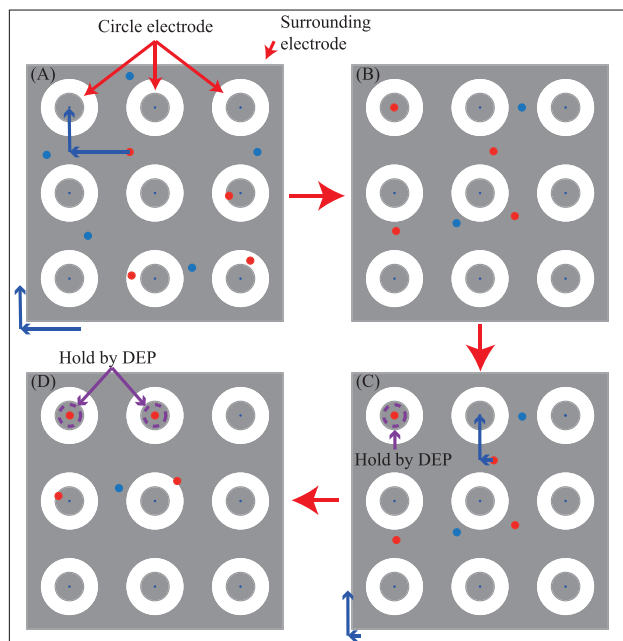 Circle electrode
Surrounding
electrode
(A)
(B)
Hold by DEP
(D)
(C)
Hold by DEP